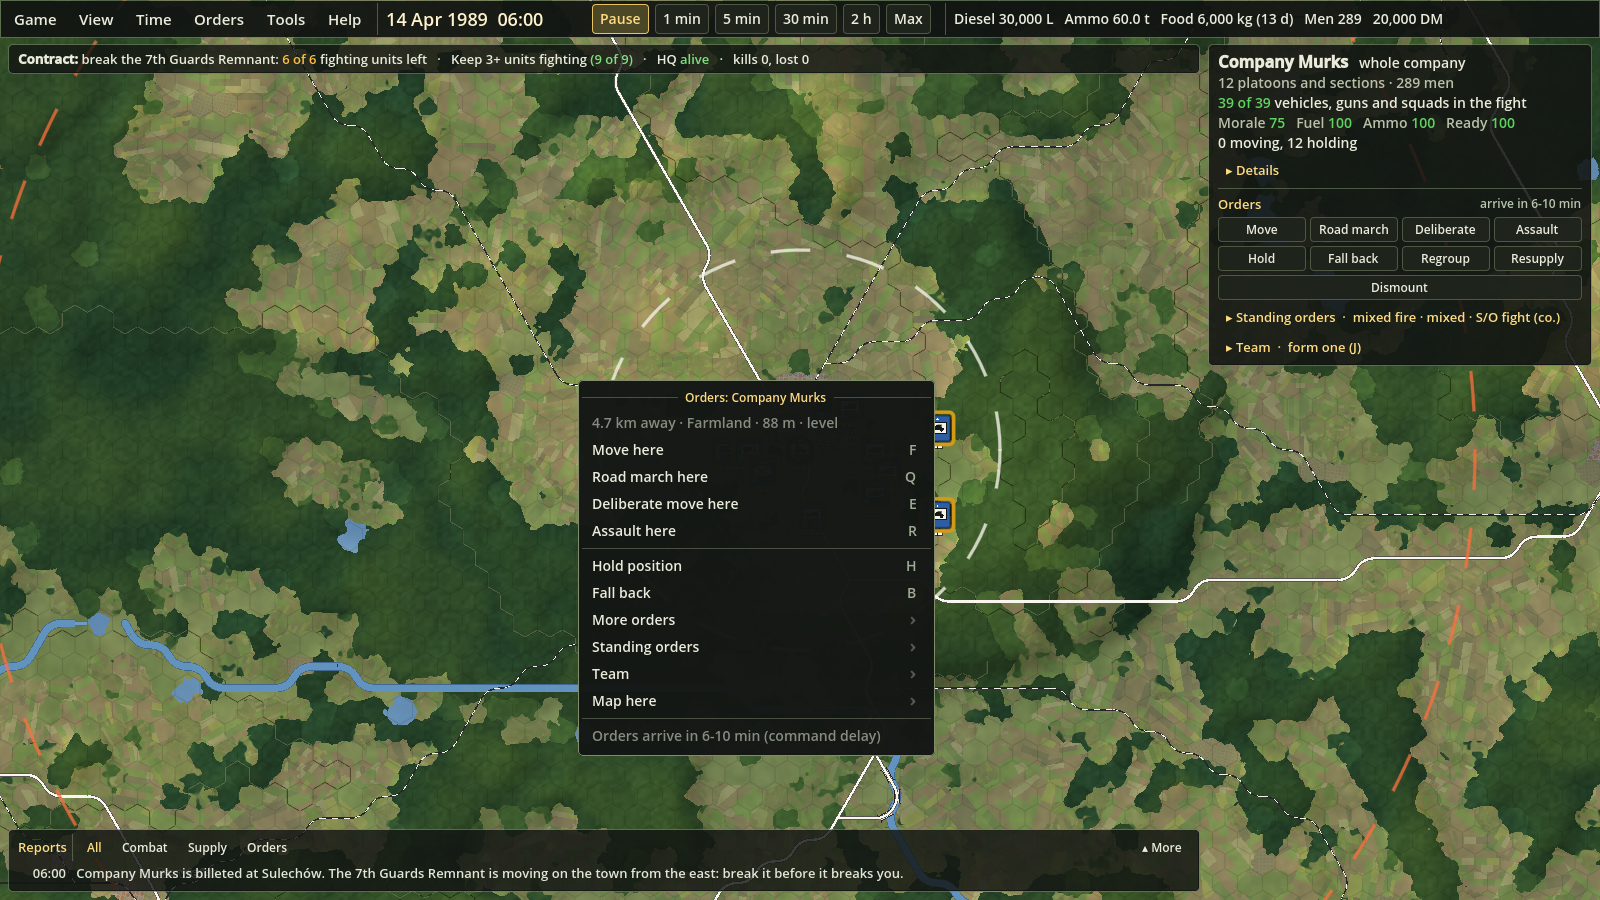 Game View Time Orders Tools Help 14 Apr 1989 06:00 Pause 1 min 5 min 30 min 2 h Max Diesel 30,000 L Ammo 60.0 t Food 6,000 kg (13 d) Men 289 20,000 DM
Contract: break the 7th Guards Remnant: 6 of 6 fighting units left · Keep 3+ units fighting (9 of 9) · HQ alive · kills 0, lost 0
Company Murks whole company
12 platoons and sections · 289 men
39 of 39 vehicles, guns and squads in the fight
Morale 75 Fuel 100 Ammo 100 Ready 100
0 moving, 12 holding
▸ Details
Orders arrive in 6-10 min
Move Road march Deliberate Assault
Hold Fall back Regroup Resupply
Dismount
▸ Standing orders · mixed fire · mixed · S/O fight (co.)
▸ Team · form one (J)
Orders: Company Murks
4.7 km away · Farmland · 88 m · level
Move here F
Road march here Q
Deliberate move here E
Assault here R
Hold position H
Fall back B
More orders ›
Standing orders ›
Team ›
Map here ›
Orders arrive in 6-10 min (command delay)
Reports All Combat Supply Orders ▴ More
06:00 Company Murks is billeted at Sulechów. The 7th Guards Remnant is moving on the town from the east: break it before it breaks you.